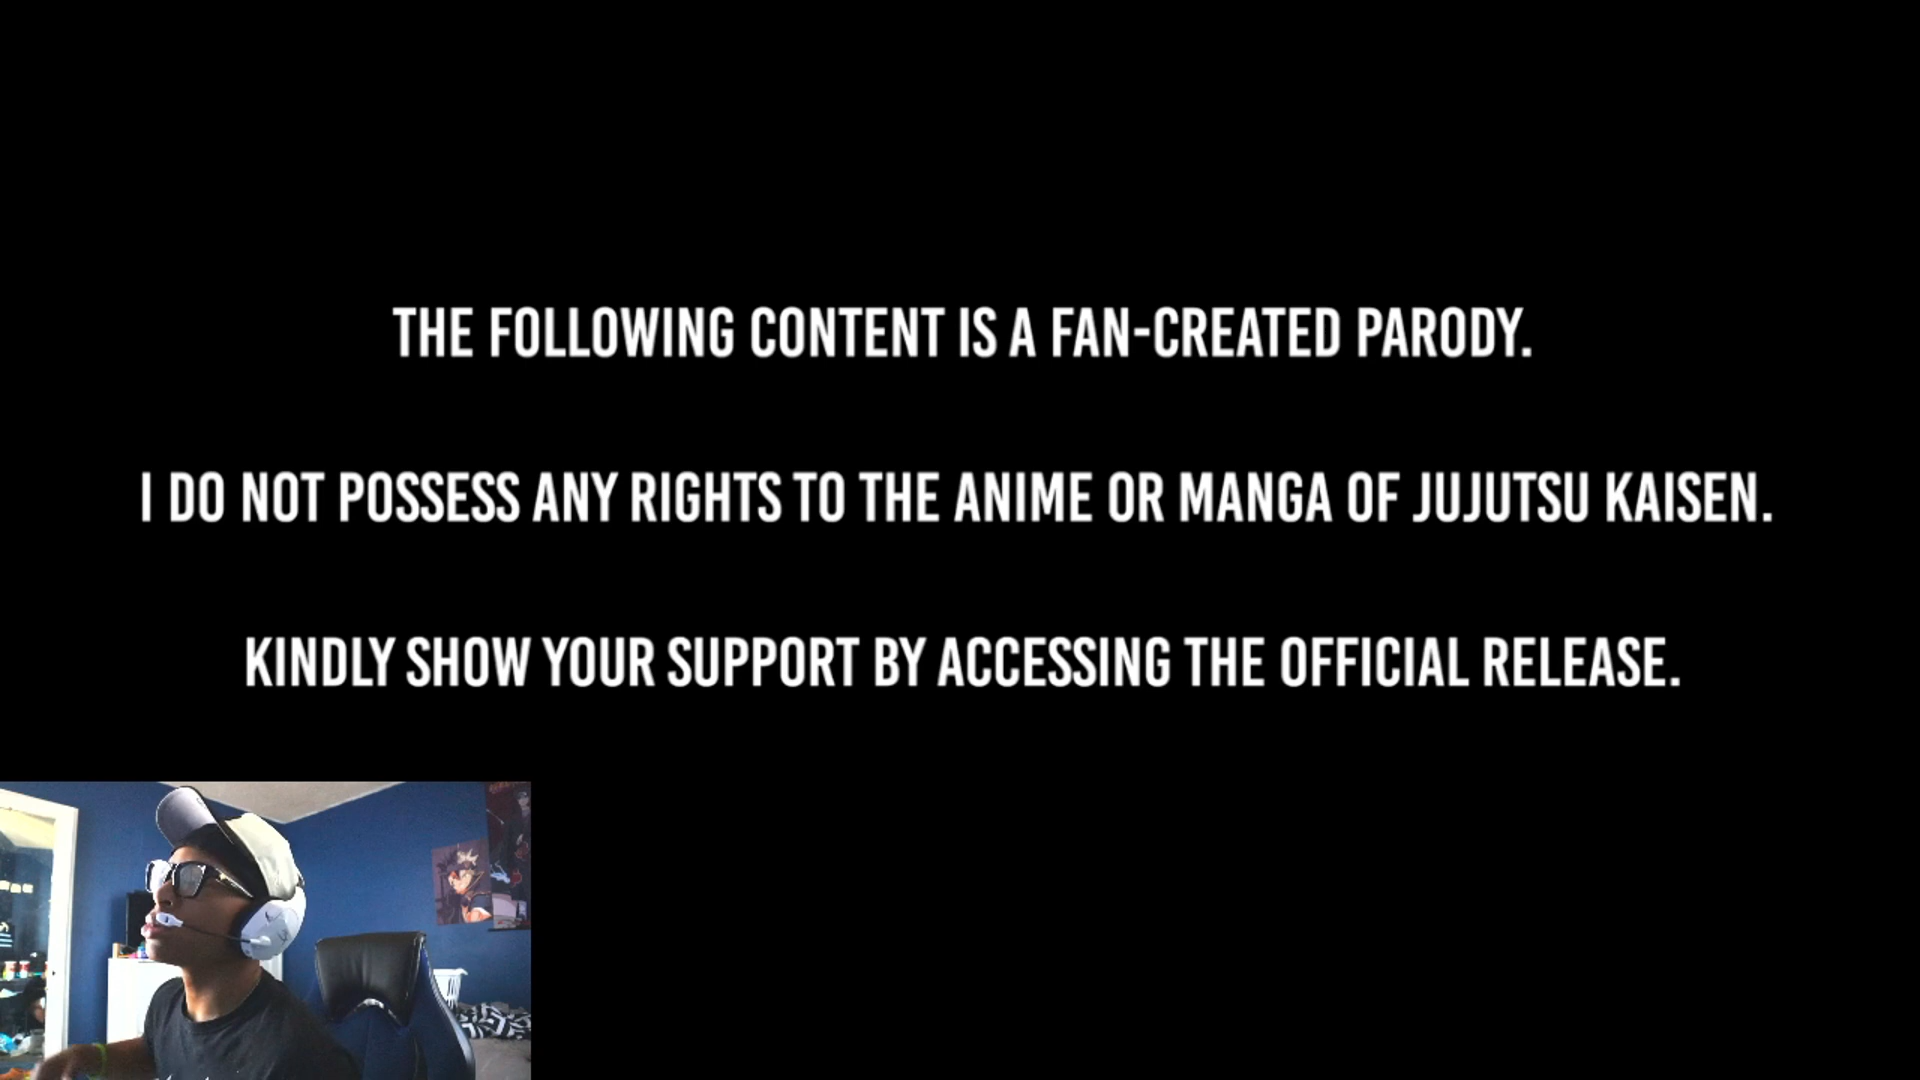 THE FOLLOWING CONTENT IS A FAN-CREATED PARODY.
I DO NOT POSSESS ANY RIGHTS TO THE ANIME OR MANGA OF JUJUTSU KAISEN.
KINDLY SHOW YOUR SUPPORT BY ACCESSING THE OFFICIAL RELEASE.